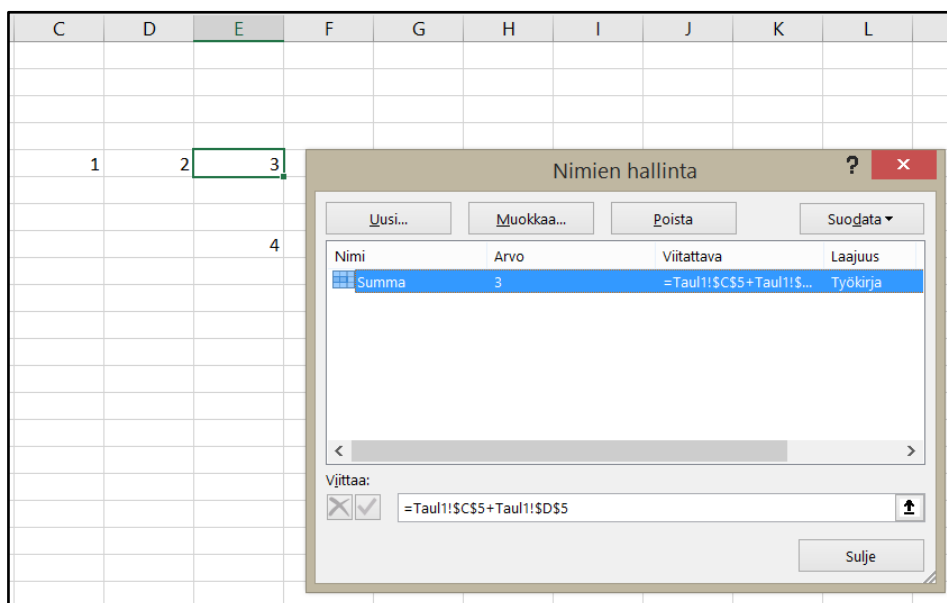 C D E F G H I J K L
1 2 3
4
Nimien hallinta ?
Uusi... Muokkaa... Poista Suodata
Nimi Arvo Viitattava Laajuus
Summa 3 =Taul1!$C$5+Taul1!$... Työkirja
Viittaa:
=Taul1!$C$5+Taul1!$D$5
Sulje